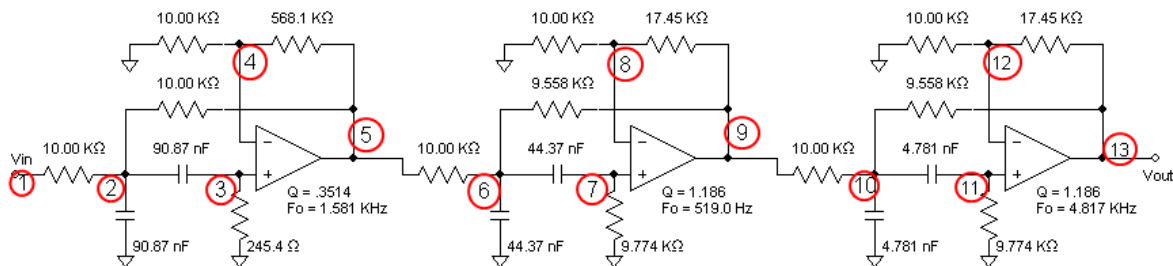 10.00 KΩ
568.1 KΩ
4
10.00 KΩ
5
Vin
1
10.00 KΩ
2
90.87 nF
3
−
+
Q = .3514
Fo = 1.581 KHz
90.87 nF
245.4 Ω
10.00 KΩ
17.45 KΩ
8
9.558 KΩ
9
10.00 KΩ
6
44.37 nF
7
−
+
Q = 1.186
Fo = 519.0 Hz
44.37 nF
9.774 KΩ
10.00 KΩ
17.45 KΩ
12
9.558 KΩ
13
Vout
10.00 KΩ
10
4.781 nF
11
−
+
Q = 1.186
Fo = 4.817 KHz
4.781 nF
9.774 KΩ